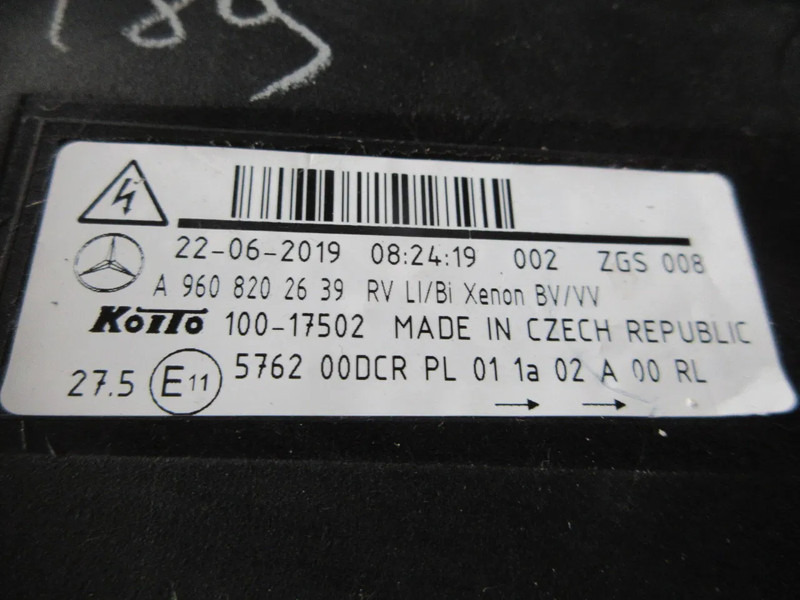 189
22-06-2019 08:24:19 002 ZGS 008
A 960 820 26 39 RV LI/Bi Xenon BV/VV
KOITO 100-17502 MADE IN CZECH REPUBLIC
27.5 E11 5762 00DCR PL 01 1a 02 A 00 RL